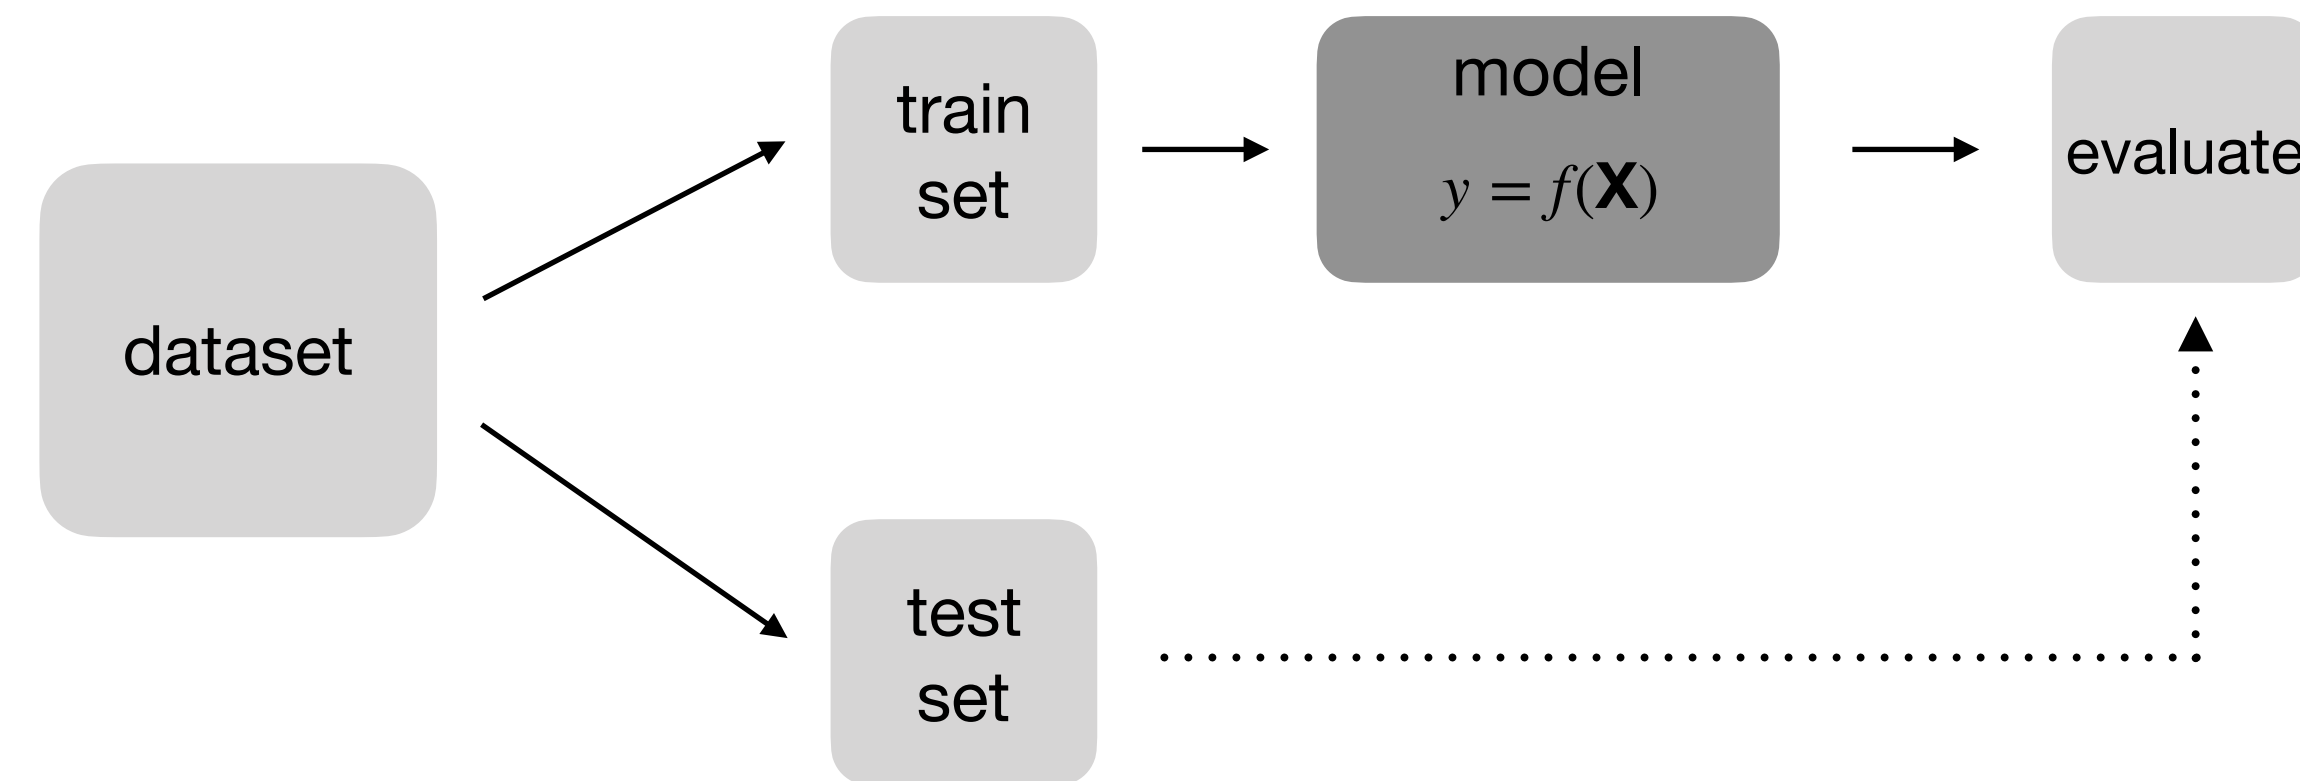 dataset
train
set
model
y = f(X)
evaluate
test
set